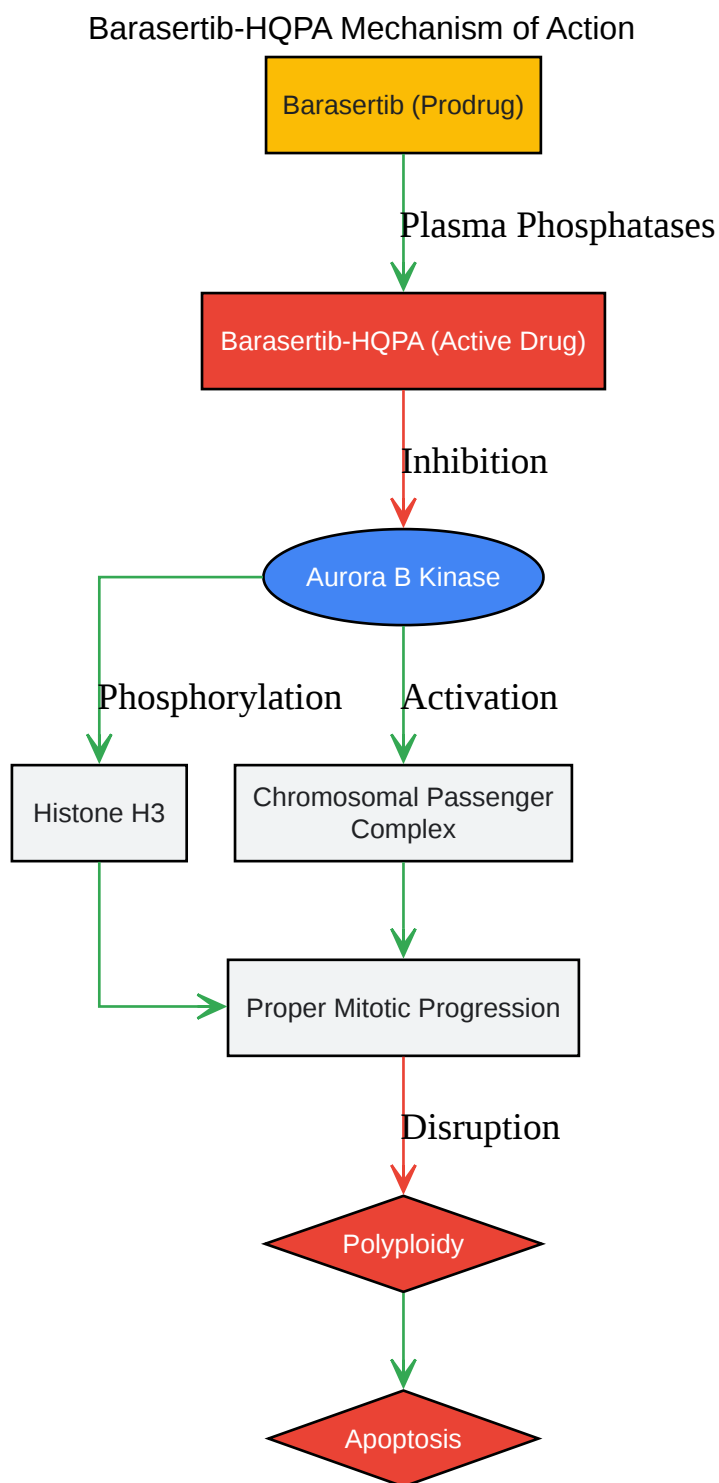 Barasertib-HQPA Mechanism of Action
Barasertib (Prodrug)
Plasma Phosphatases
Barasertib-HQPA (Active Drug)
Inhibition
Aurora B Kinase
Phosphorylation
Activation
Histone H3
Chromosomal Passenger
Complex
Proper Mitotic Progression
Disruption
Polyploidy
Apoptosis